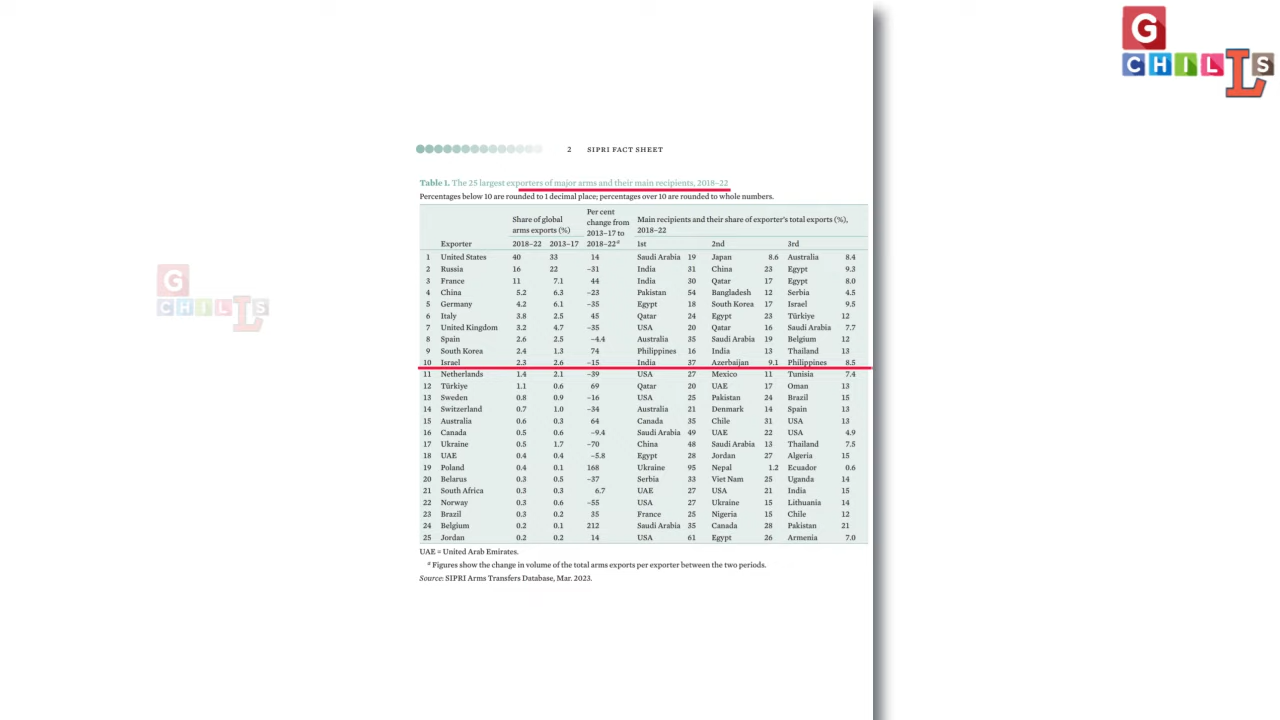 G
CHILLS
2 SIPRI FACT SHEET
Table 1. The 25 largest exporters of major arms and their main recipients, 2018–22
Percentages below 10 are rounded to 1 decimal place; percentages over 10 are rounded to whole numbers.
Exporter Share of global arms exports (%) Per cent change from 2013–17 to 2018–22ᵃ Main recipients and their share of exporter's total exports (%), 2018–22
2018–22 2013–17 1st 2nd 3rd
1 United States 40 33 14 Saudi Arabia 19 Japan 8.6 Australia 8.4
2 Russia 16 22 –31 India 31 China 23 Egypt 9.3
3 France 11 7.1 44 India 30 Qatar 17 Egypt 8.0
4 China 5.2 6.3 –23 Pakistan 54 Bangladesh 12 Serbia 4.5
5 Germany 4.2 6.1 –35 Egypt 18 South Korea 17 Israel 9.5
6 Italy 3.8 2.5 45 Qatar 24 Egypt 23 Türkiye 12
7 United Kingdom 3.2 4.7 –35 USA 20 Qatar 16 Saudi Arabia 7.7
8 Spain 2.6 2.5 –4.4 Australia 35 Saudi Arabia 19 Belgium 12
9 South Korea 2.4 1.3 74 Philippines 16 India 13 Thailand 13
10 Israel 2.3 2.6 –15 India 37 Azerbaijan 9.1 Philippines 8.5
11 Netherlands 1.4 2.1 –39 USA 27 Mexico 11 Tunisia 7.4
12 Türkiye 1.1 0.6 69 Qatar 20 UAE 17 Oman 13
13 Sweden 0.8 0.9 –16 USA 25 Pakistan 24 Brazil 15
14 Switzerland 0.7 1.0 –34 Australia 21 Denmark 14 Spain 13
15 Australia 0.6 0.3 64 Canada 35 Chile 31 USA 13
16 Canada 0.5 0.6 –9.4 Saudi Arabia 49 UAE 22 USA 4.9
17 Ukraine 0.5 1.7 –70 China 48 Saudi Arabia 13 Thailand 7.5
18 UAE 0.4 0.4 –5.8 Egypt 28 Jordan 27 Algeria 15
19 Poland 0.4 0.1 168 Ukraine 95 Nepal 1.2 Ecuador 0.6
20 Belarus 0.3 0.5 –37 Serbia 33 Viet Nam 25 Uganda 14
21 South Africa 0.3 0.3 6.7 UAE 27 USA 21 India 15
22 Norway 0.3 0.6 –55 USA 27 Ukraine 15 Lithuania 14
23 Brazil 0.3 0.2 35 France 25 Nigeria 15 Chile 12
24 Belgium 0.2 0.1 212 Saudi Arabia 35 Canada 28 Pakistan 21
25 Jordan 0.2 0.2 14 USA 61 Egypt 26 Armenia 7.0
UAE = United Arab Emirates.
ᵃ Figures show the change in volume of the total arms exports per exporter between the two periods.
Source: SIPRI Arms Transfers Database, Mar. 2023.
G
CHILLS